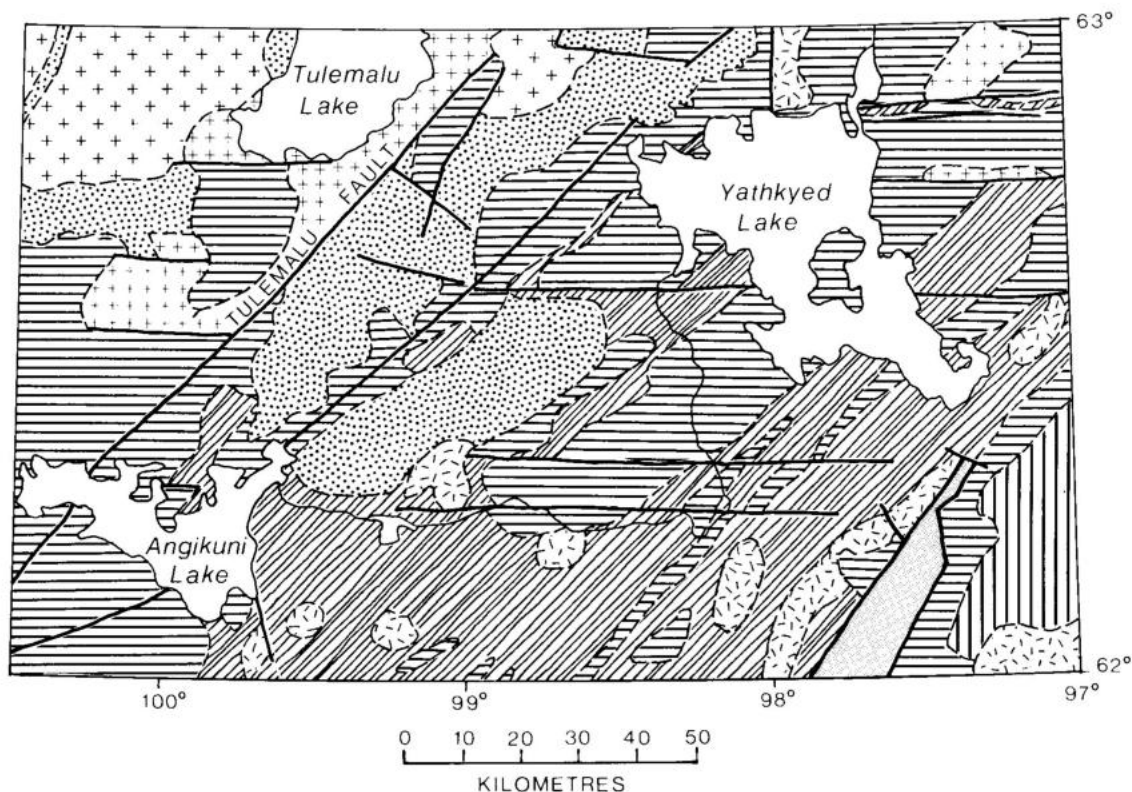 63°
Tulemalu
Lake
TULEMALU FAULT
Yathkyed
Lake
Angikuni
Lake
62°
100° 99° 98° 97°
0 10 20 30 40 50
KILOMETRES